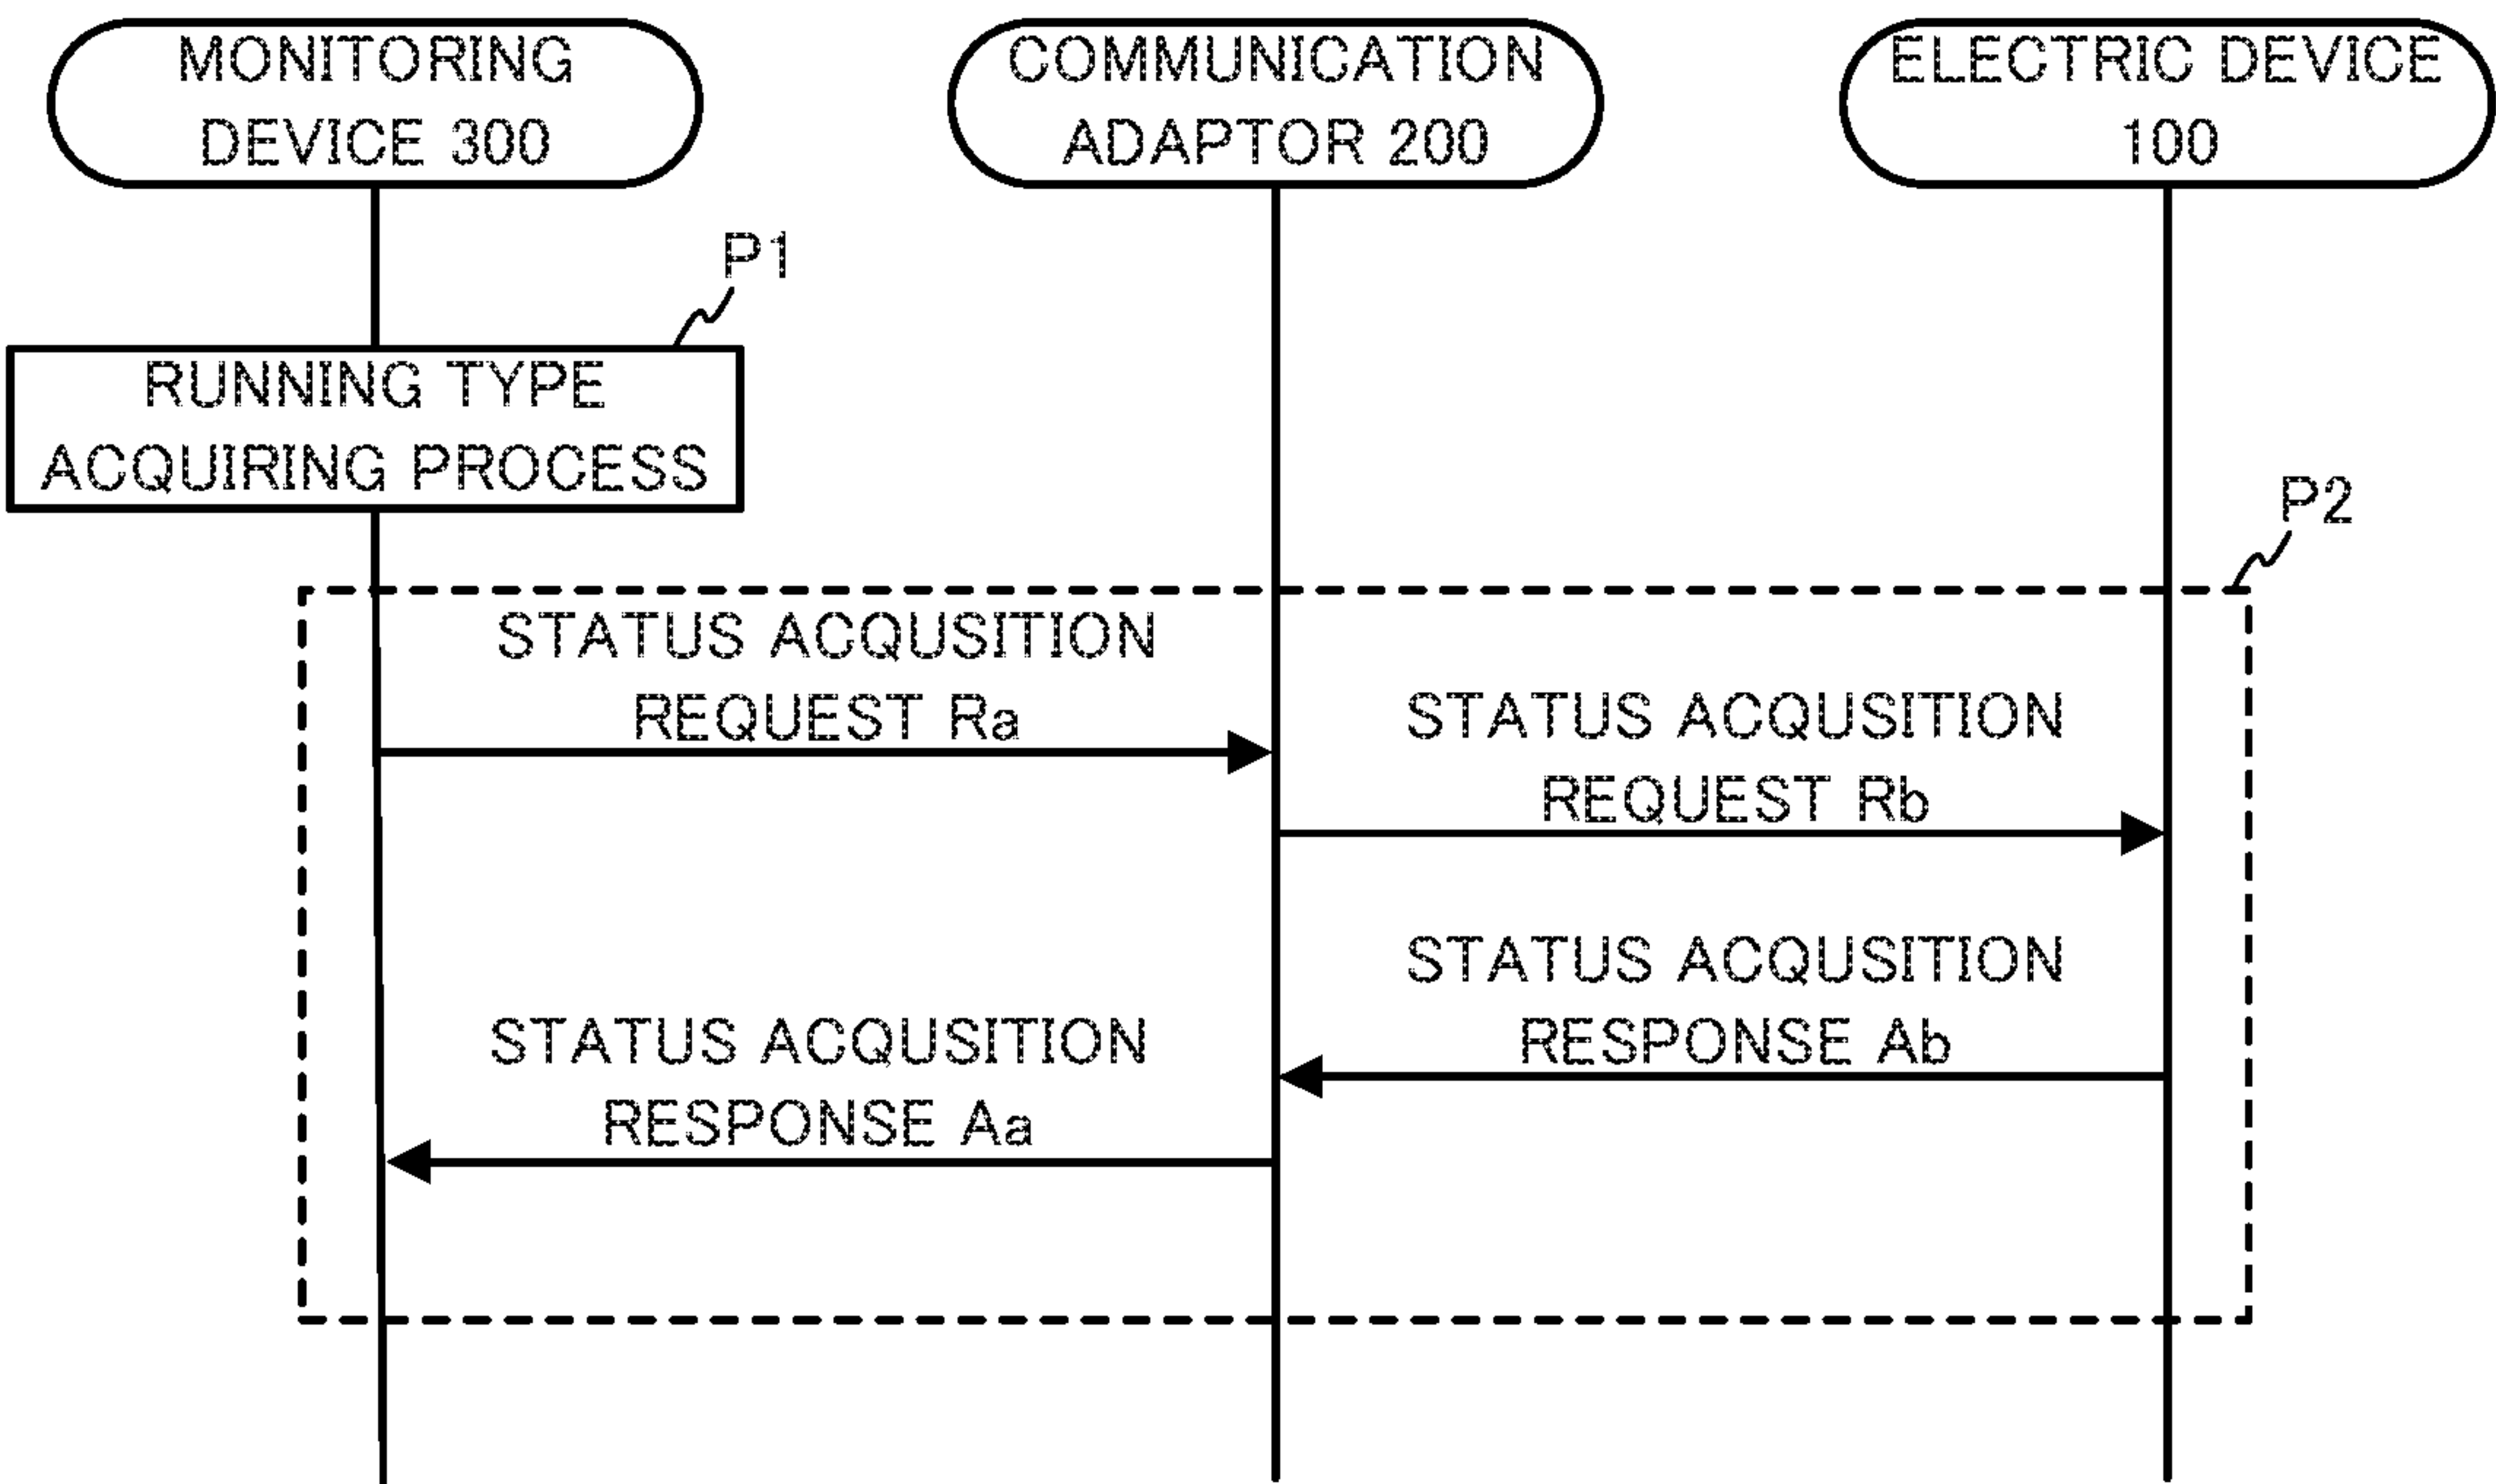 MONITORING
DEVICE 300
COMMUNICATION
ADAPTOR 200
ELECTRIC DEVICE
100
P1
RUNNING TYPE
ACQUIRING PROCESS
P2
STATUS ACQUSITION
REQUEST Ra
STATUS ACQUSITION
REQUEST Rb
STATUS ACQUSITION
RESPONSE Ab
STATUS ACQUSITION
RESPONSE Aa